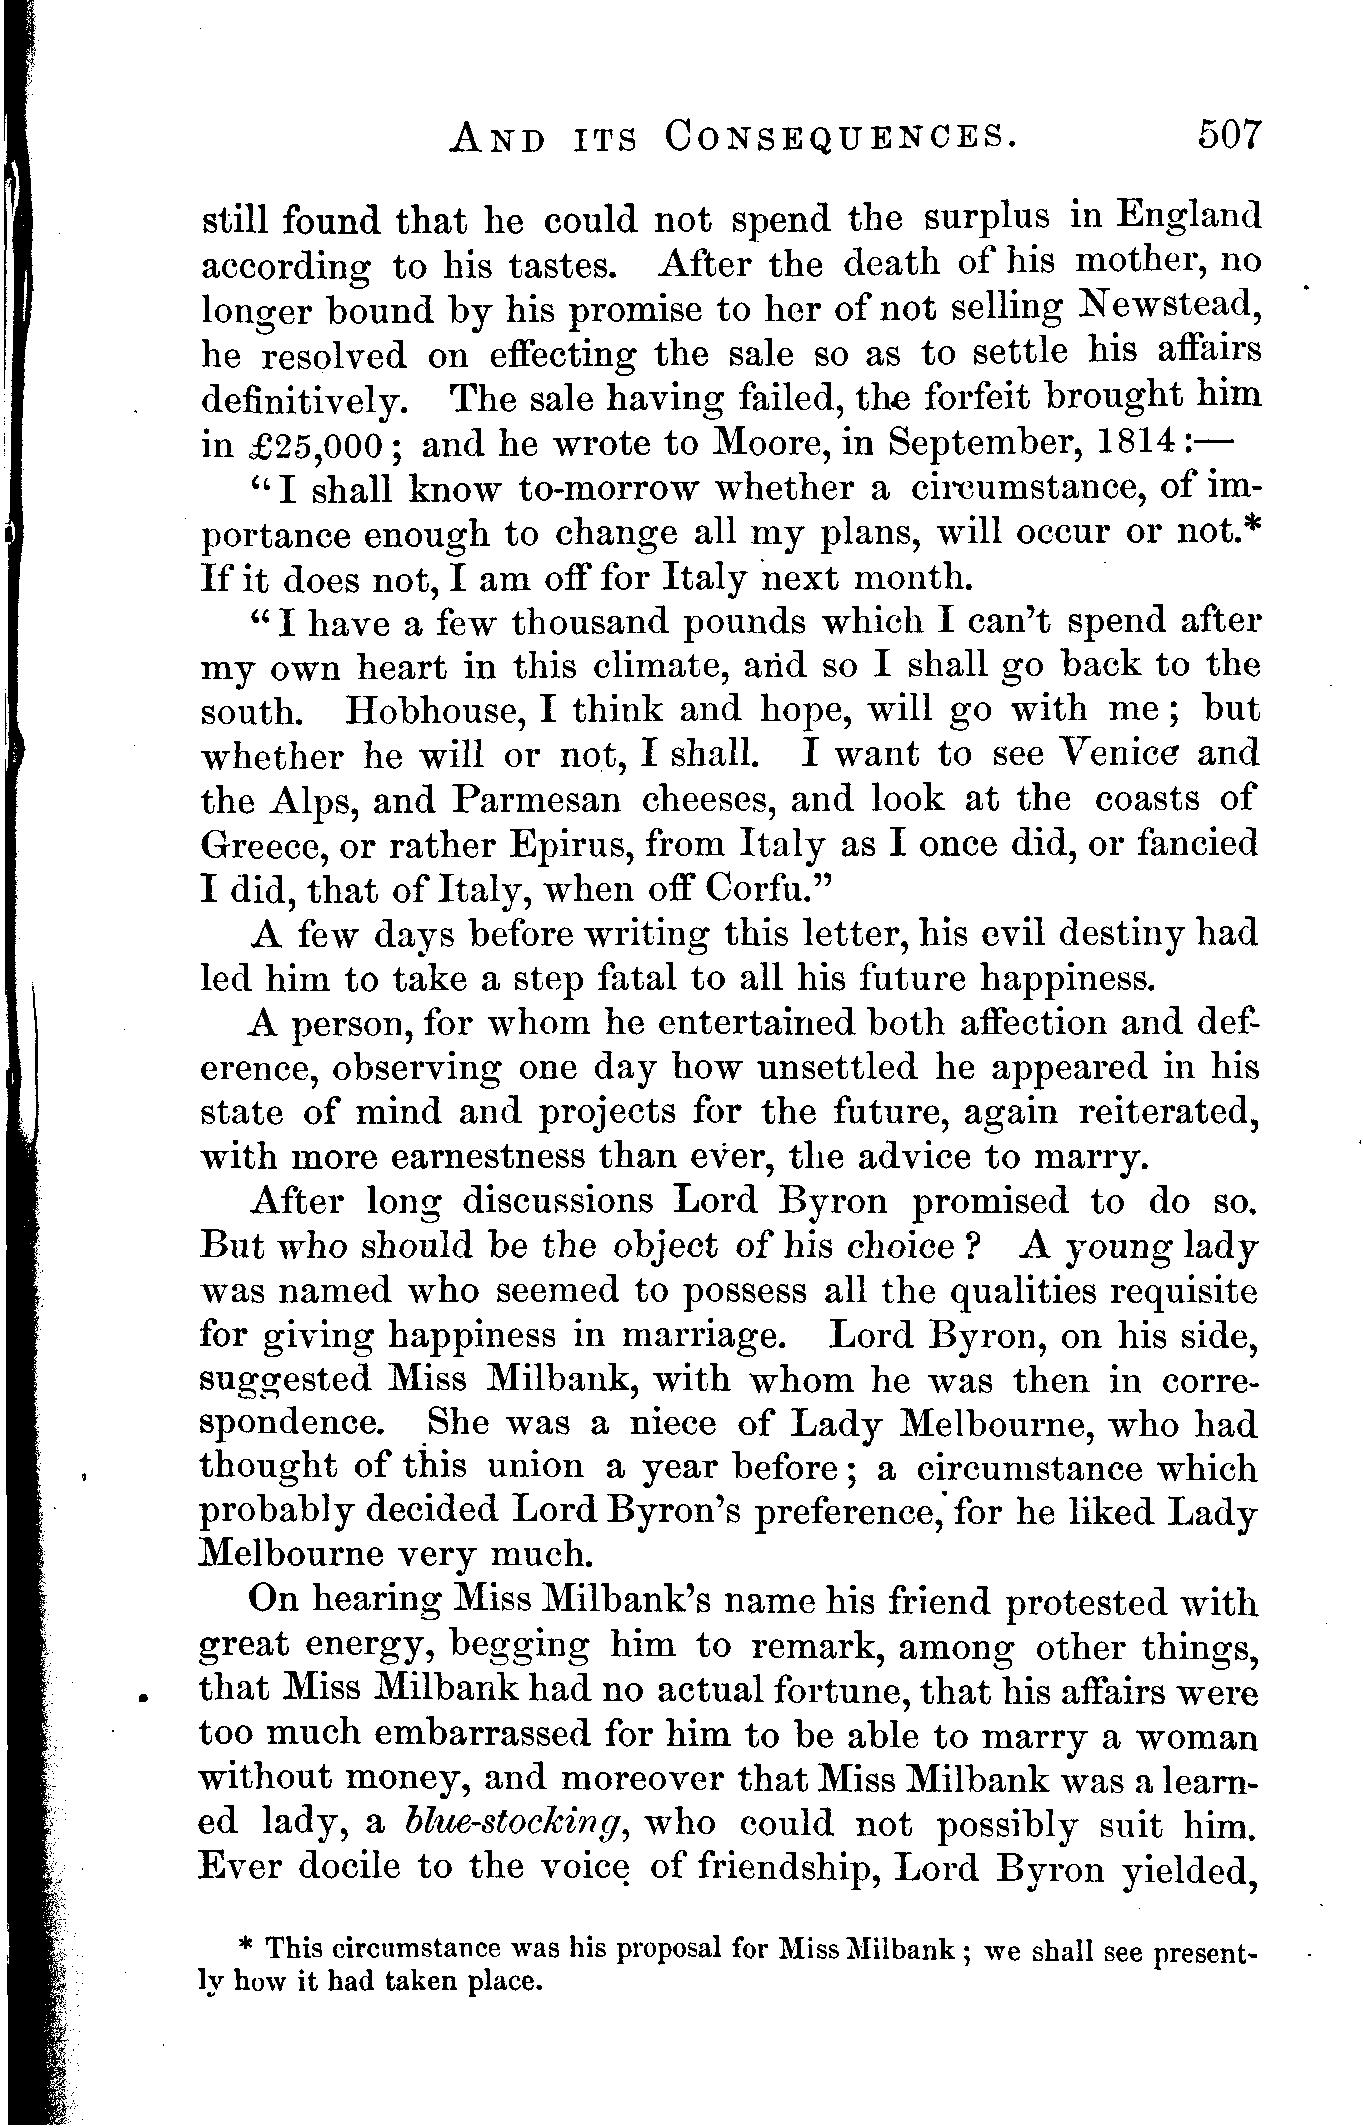 AND ITS CONSEQUENCES. 507
still found that he could not spend the surplus in England
according to his tastes. After the death of his mother, no
longer bound by his promise to her of not selling Newstead,
he resolved on effecting the sale so as to settle his affairs
definitively. The sale having failed, the forfeit brought him
in £25,000; and he wrote to Moore, in September, 1814:—
"I shall know to-morrow whether a circumstance, of im-
portance enough to change all my plans, will occur or not.*
If it does not, I am off for Italy next month.
"I have a few thousand pounds which I can't spend after
my own heart in this climate, and so I shall go back to the
south. Hobhouse, I think and hope, will go with me; but
whether he will or not, I shall. I want to see Venice and
the Alps, and Parmesan cheeses, and look at the coasts of
Greece, or rather Epirus, from Italy as I once did, or fancied
I did, that of Italy, when off Corfu."
A few days before writing this letter, his evil destiny had
led him to take a step fatal to all his future happiness.
A person, for whom he entertained both affection and def-
erence, observing one day how unsettled he appeared in his
state of mind and projects for the future, again reiterated,
with more earnestness than ever, the advice to marry.
After long discussions Lord Byron promised to do so.
But who should be the object of his choice? A young lady
was named who seemed to possess all the qualities requisite
for giving happiness in marriage. Lord Byron, on his side,
suggested Miss Milbank, with whom he was then in corre-
spondence. She was a niece of Lady Melbourne, who had
thought of this union a year before; a circumstance which
probably decided Lord Byron's preference, for he liked Lady
Melbourne very much.
On hearing Miss Milbank's name his friend protested with
great energy, begging him to remark, among other things,
that Miss Milbank had no actual fortune, that his affairs were
too much embarrassed for him to be able to marry a woman
without money, and moreover that Miss Milbank was a learn-
ed lady, a blue-stocking, who could not possibly suit him.
Ever docile to the voice of friendship, Lord Byron yielded,
* This circumstance was his proposal for Miss Milbank; we shall see present-
ly how it had taken place.